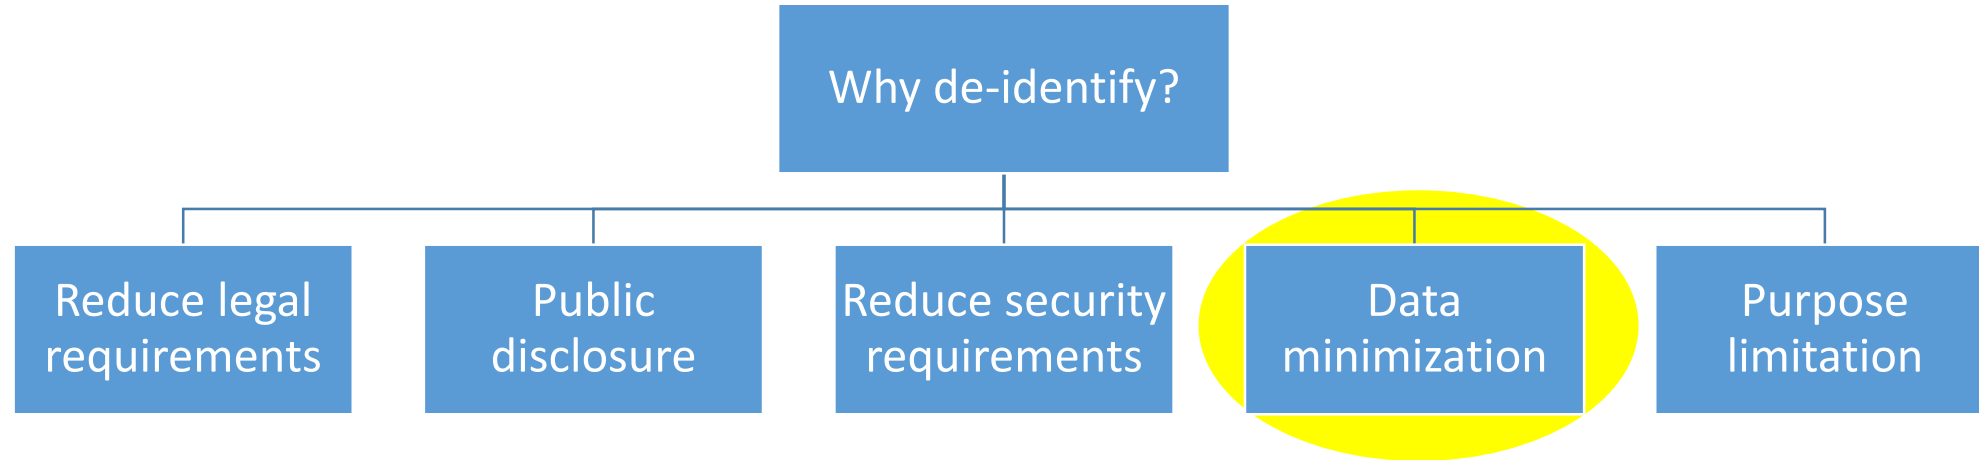 Why de-identify?
Reduce legal
requirements
Public
disclosure
Reduce security
requirements
Data
minimization
Purpose
limitation